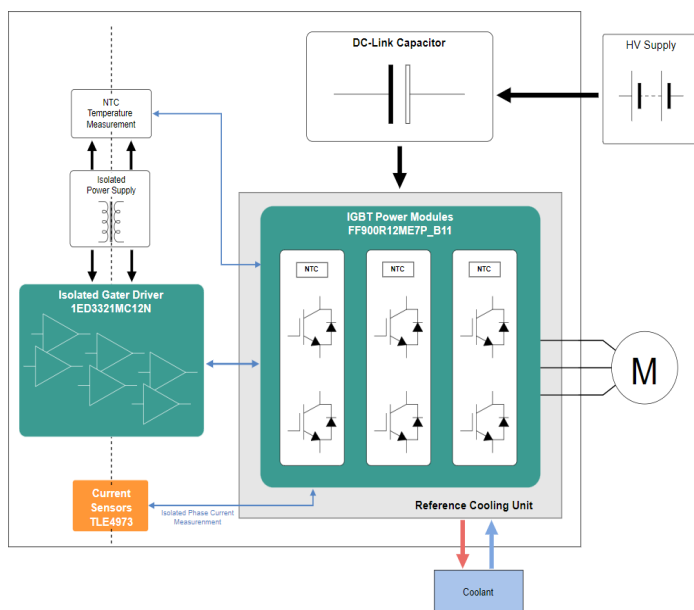 DC-Link Capacitor
HV Supply
NTC
Temperature
Measurement
Isolated
Power Supply
IGBT Power Modules
FF900R12ME7P_B11
NTC
NTC
NTC
Isolated Gater Driver
1ED3321MC12N
M
Current
Sensors
TLE4973
Isolated Phase Current
Measurenment
Reference Cooling Unit
Coolant